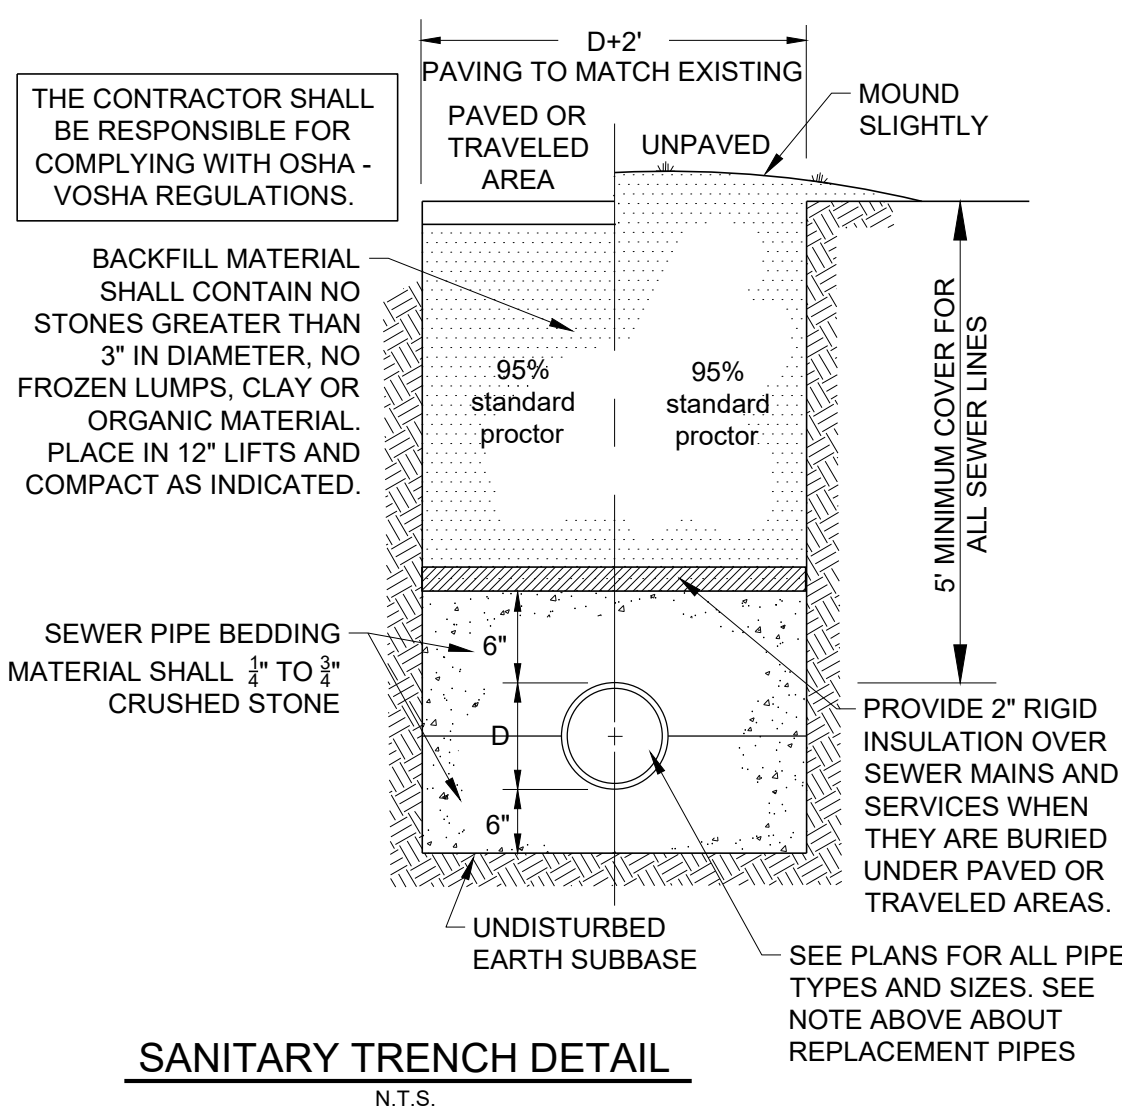 D+2'
PAVING TO MATCH EXISTING
THE CONTRACTOR SHALL
BE RESPONSIBLE FOR
COMPLYING WITH OSHA -
VOSHA REGULATIONS.
PAVED OR
TRAVELED
AREA
UNPAVED
MOUND
SLIGHTLY
BACKFILL MATERIAL
SHALL CONTAIN NO
STONES GREATER THAN
3" IN DIAMETER, NO
FROZEN LUMPS, CLAY OR
ORGANIC MATERIAL.
PLACE IN 12" LIFTS AND
COMPACT AS INDICATED.
95%
standard
proctor
95%
standard
proctor
5' MINIMUM COVER FOR
ALL SEWER LINES
SEWER PIPE BEDDING
MATERIAL SHALL 1/4" TO 3/4"
CRUSHED STONE
6"
D
6"
PROVIDE 2" RIGID
INSULATION OVER
SEWER MAINS AND
SERVICES WHEN
THEY ARE BURIED
UNDER PAVED OR
TRAVELED AREAS.
UNDISTURBED
EARTH SUBBASE
SEE PLANS FOR ALL PIPE
TYPES AND SIZES. SEE
NOTE ABOVE ABOUT
REPLACEMENT PIPES
SANITARY TRENCH DETAIL
N.T.S.